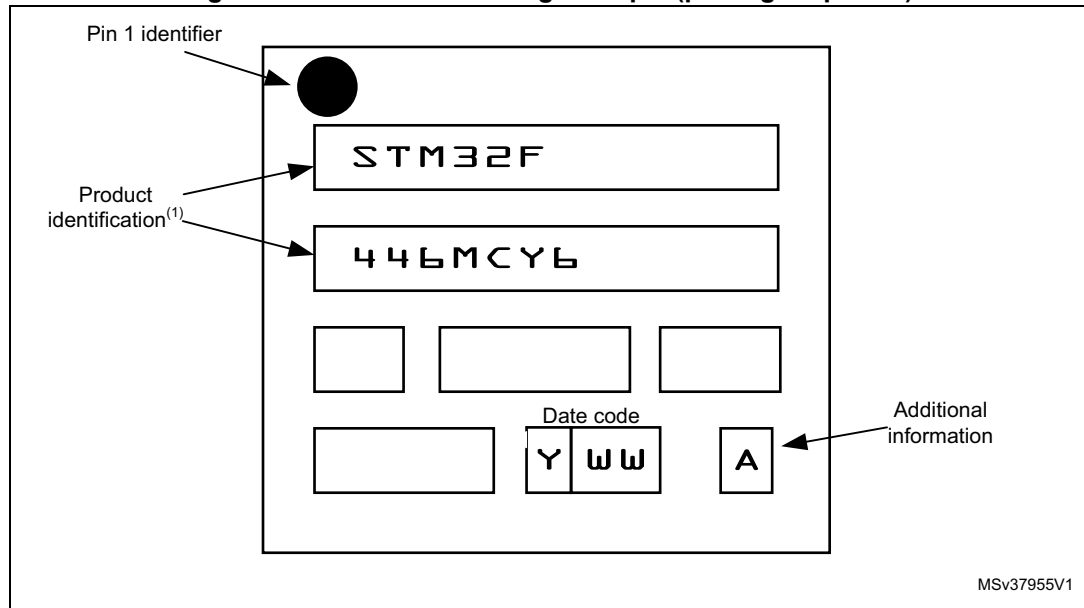 Pin 1 identifier
STM32F
Product
identification(1)
446MCY6
Date code
Y WW
A
Additional
information
MSv37955V1